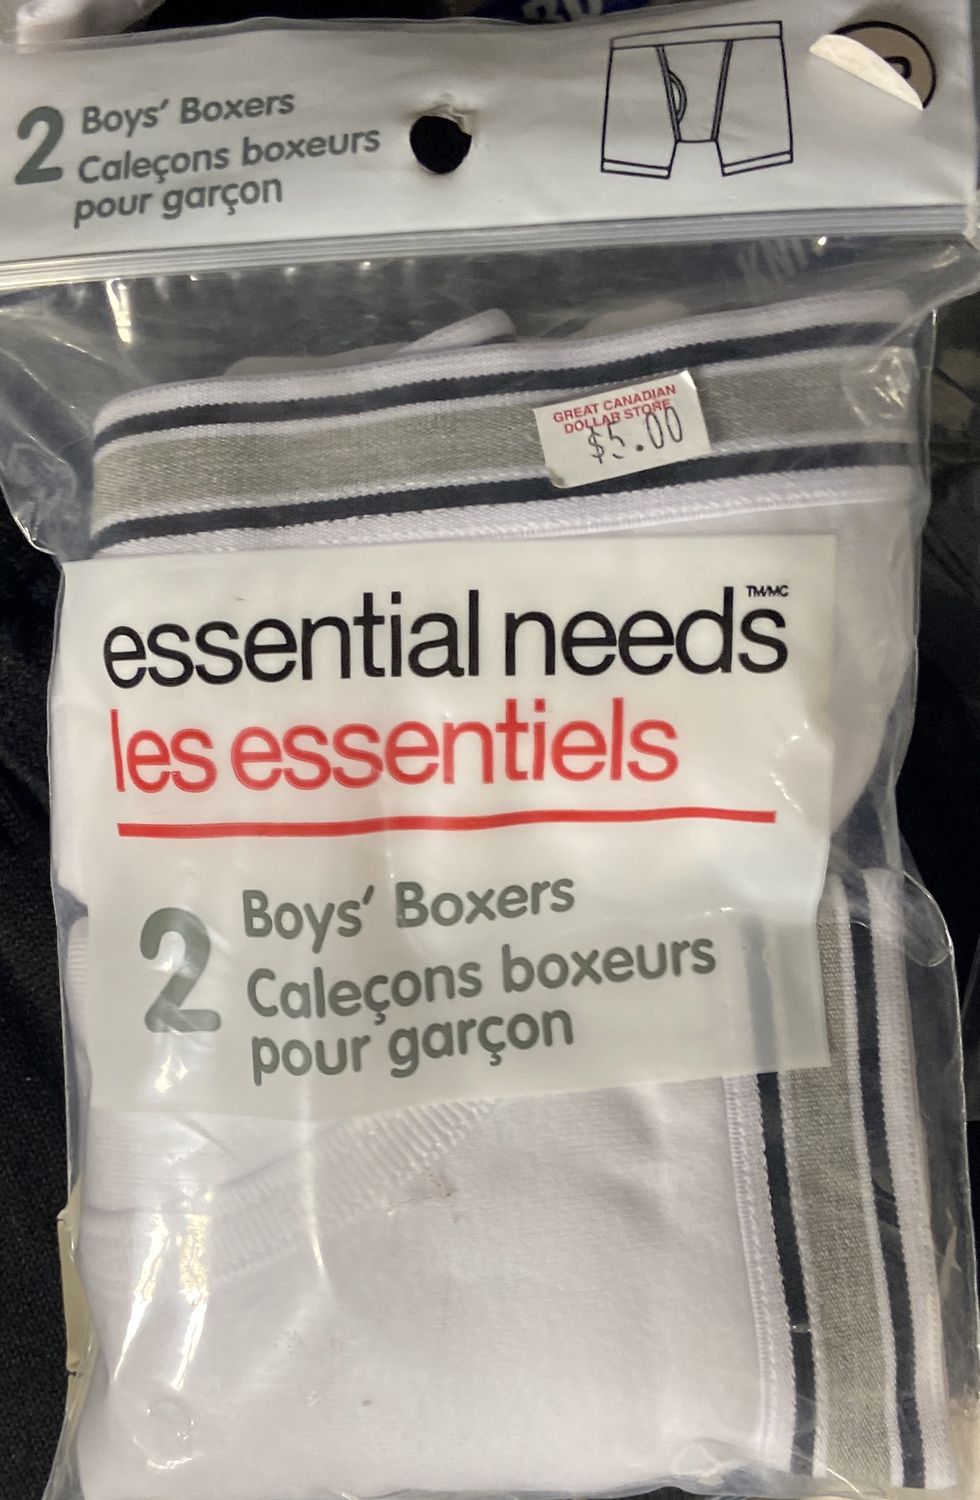 2
Boys' Boxers
Caleçons boxeurs
pour garçon
GREAT CANADIAN
DOLLAR STORE
$5.00
essential needs TM/MC
les essentiels
2
Boys' Boxers
Caleçons boxeurs
pour garçon